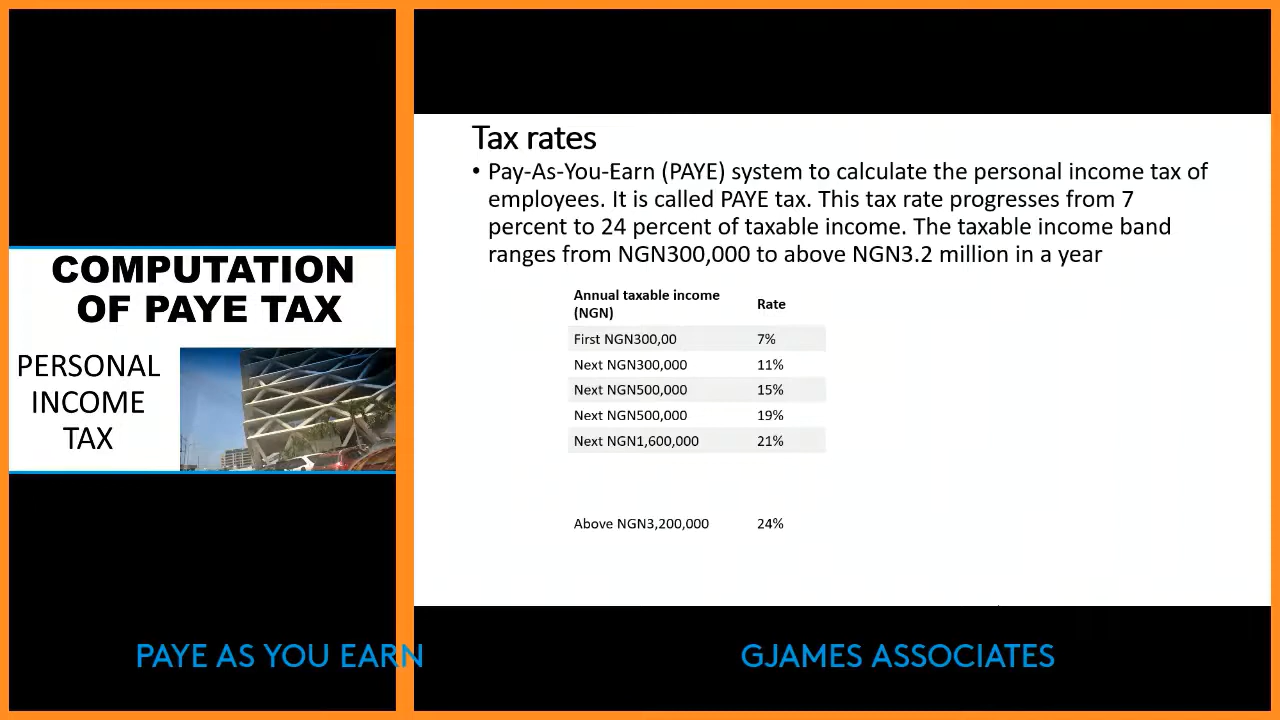 COMPUTATION
OF PAYE TAX
PERSONAL
INCOME
TAX
Tax rates
• Pay-As-You-Earn (PAYE) system to calculate the personal income tax of
employees. It is called PAYE tax. This tax rate progresses from 7
percent to 24 percent of taxable income. The taxable income band
ranges from NGN300,000 to above NGN3.2 million in a year
Annual taxable income
(NGN) Rate
First NGN300,00 7%
Next NGN300,000 11%
Next NGN500,000 15%
Next NGN500,000 19%
Next NGN1,600,000 21%
Above NGN3,200,000 24%
PAYE AS YOU EARN
GJAMES ASSOCIATES